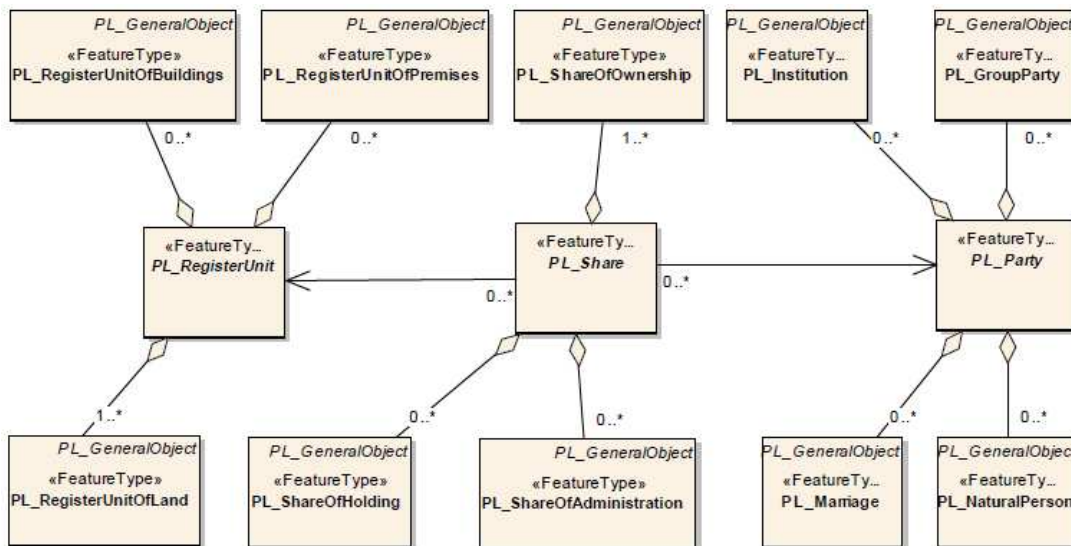 PL_GeneralObject
«FeatureType»
PL_RegisterUnitOfBuildings
PL_GeneralObject
«FeatureType»
PL_RegisterUnitOfPremises
PL_GeneralObject
«FeatureType»
PL_ShareOfOwnership
PL_GeneralObject
«FeatureTy...
PL_Institution
PL_GeneralObject
«FeatureTy...
PL_GroupParty
0..*
0..*
1..*
0..*
0..*
«FeatureTy...
PL_RegisterUnit
«FeatureTy...
PL_Share
«FeatureTy...
PL_Party
0..*
0..*
1..*
0..*
0..*
0..*
0..*
PL_GeneralObject
«FeatureType»
PL_RegisterUnitOfLand
PL_GeneralObject
«FeatureType»
PL_ShareOfHolding
PL_GeneralObject
«FeatureType»
PL_ShareOfAdministration
PL_GeneralObject
«FeatureTy...
PL_Marriage
PL_GeneralObject
«FeatureTy...
PL_NaturalPerson